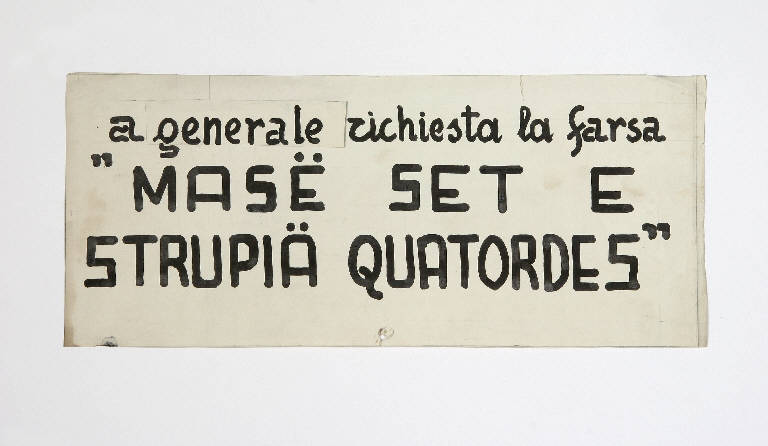 a generale richiesta la farsa
"MASË SET E
STRUPIÄ QUATORDES"